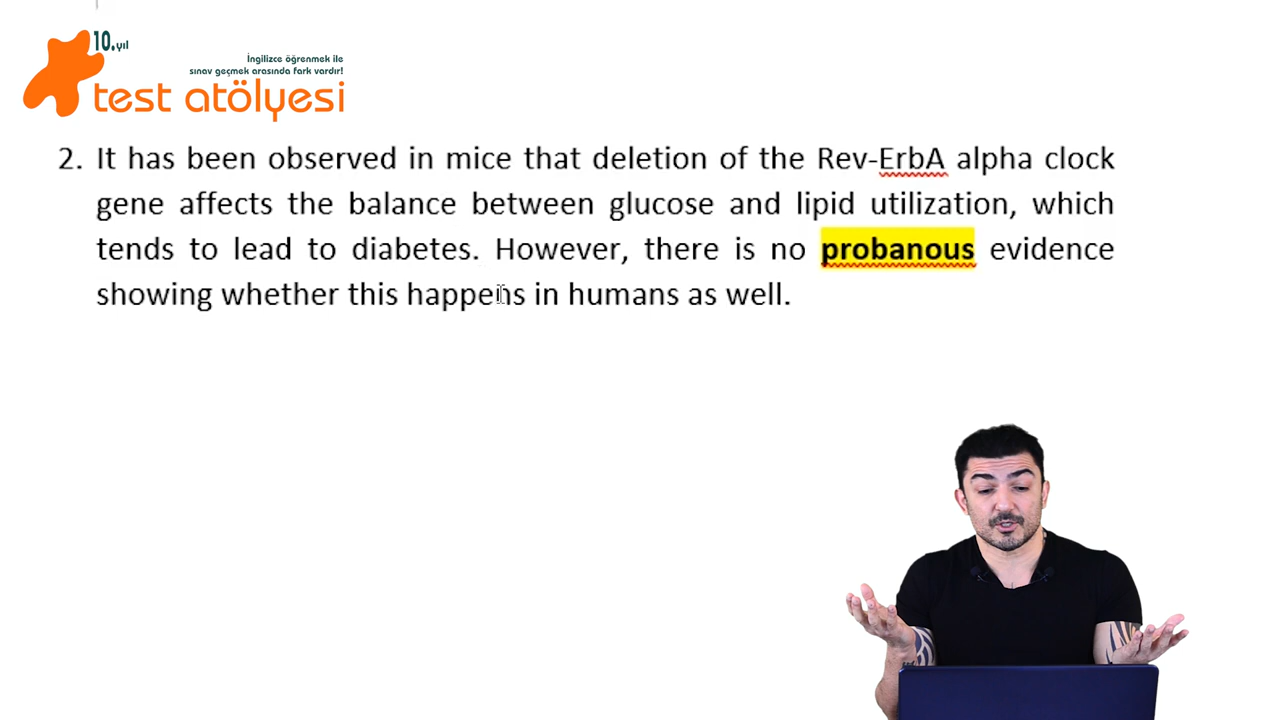 10.yıl
İngilizce öğrenmek ile
sınav geçmek arasında fark vardır!
test atölyesi
2. It has been observed in mice that deletion of the Rev-ErbA alpha clock
gene affects the balance between glucose and lipid utilization, which
tends to lead to diabetes. However, there is no probanous evidence
showing whether this happens in humans as well.